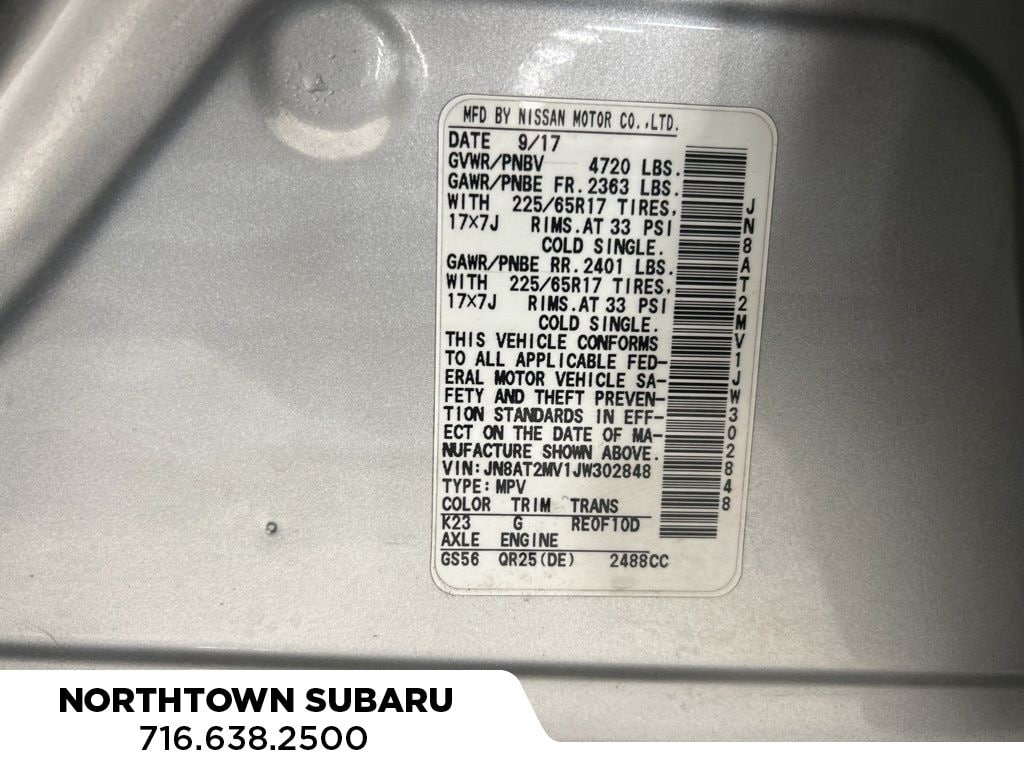 MFD BY NISSAN MOTOR CO.,LTD.
DATE 9/17
GVWR/PNBV 4720 LBS.
GAWR/PNBE FR.2363 LBS.
WITH 225/65R17 TIRES,
17×7J RIMS.AT 33 PSI
COLD SINGLE.
GAWR/PNBE RR.2401 LBS.
WITH 225/65R17 TIRES,
17×7J RIMS.AT 33 PSI
COLD SINGLE.
THIS VEHICLE CONFORMS
TO ALL APPLICABLE FED-
ERAL MOTOR VEHICLE SA-
FETY AND THEFT PREVEN-
TION STANDARDS IN EFF-
ECT ON THE DATE OF MA-
NUFACTURE SHOWN ABOVE.
VIN:JN8AT2MV1JW302848
TYPE:MPV
COLOR TRIM TRANS
K23 G RE0F10D
AXLE ENGINE
GS56 QR25(DE) 2488CC
JN8AT2MV1JW302848
NORTHTOWN SUBARU
716.638.2500